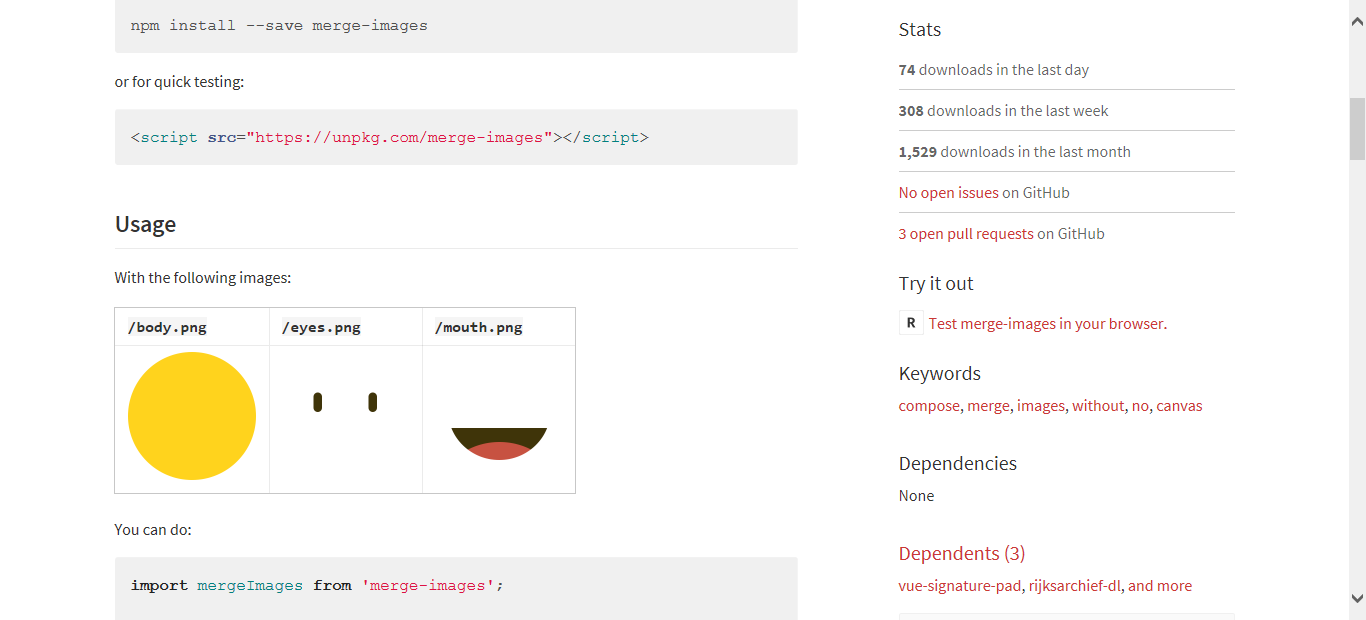 npm install --save merge-images
or for quick testing:
<script src="https://unpkg.com/merge-images"></script>
Usage
With the following images:
/body.png /eyes.png /mouth.png
You can do:
import mergeImages from 'merge-images';
Stats
74 downloads in the last day
308 downloads in the last week
1,529 downloads in the last month
No open issues on GitHub
3 open pull requests on GitHub
Try it out
R Test merge-images in your browser.
Keywords
compose, merge, images, without, no, canvas
Dependencies
None
Dependents (3)
vue-signature-pad, rijksarchief-dl, and more